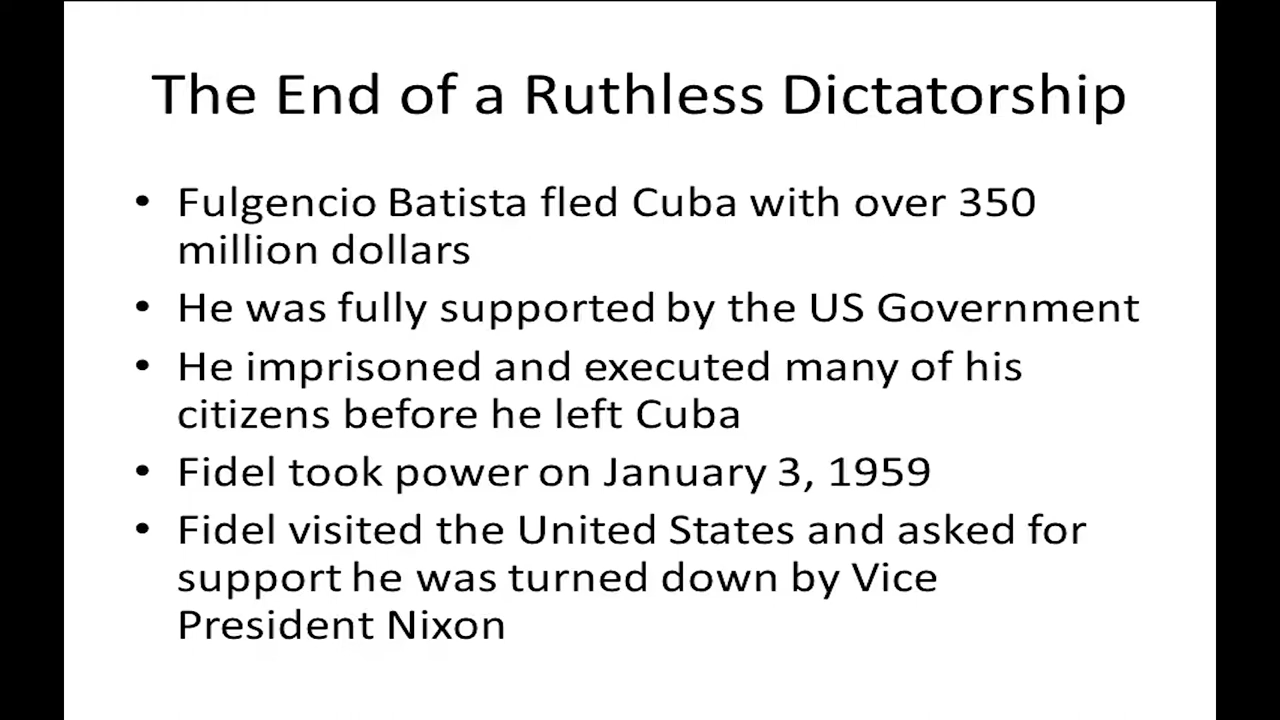 The End of a Ruthless Dictatorship
• Fulgencio Batista fled Cuba with over 350
million dollars
• He was fully supported by the US Government
• He imprisoned and executed many of his
citizens before he left Cuba
• Fidel took power on January 3, 1959
• Fidel visited the United States and asked for
support he was turned down by Vice
President Nixon